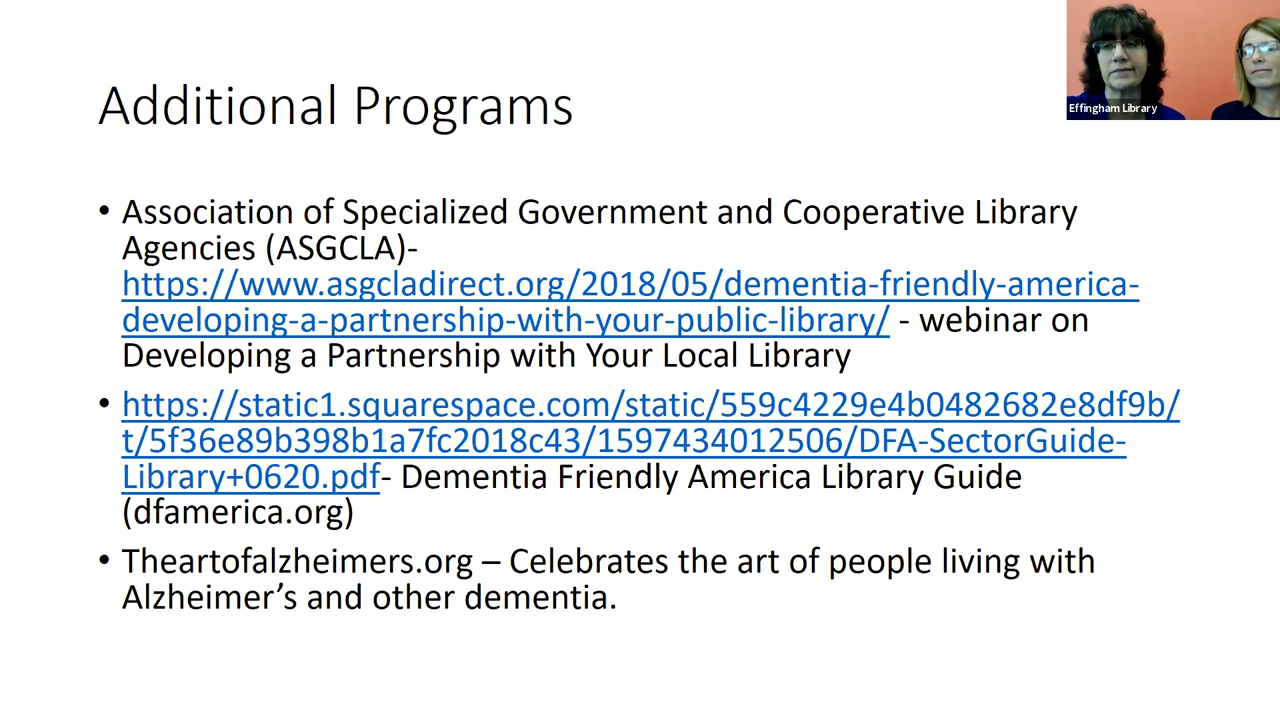 Effingham Library
Additional Programs
• Association of Specialized Government and Cooperative Library
Agencies (ASGCLA)-
https://www.asgcladirect.org/2018/05/dementia-friendly-america-
developing-a-partnership-with-your-public-library/ - webinar on
Developing a Partnership with Your Local Library
• https://static1.squarespace.com/static/559c4229e4b0482682e8df9b/
t/5f36e89b398b1a7fc2018c43/1597434012506/DFA-SectorGuide-
Library+0620.pdf- Dementia Friendly America Library Guide
(dfamerica.org)
• Theartofalzheimers.org – Celebrates the art of people living with
Alzheimer’s and other dementia.